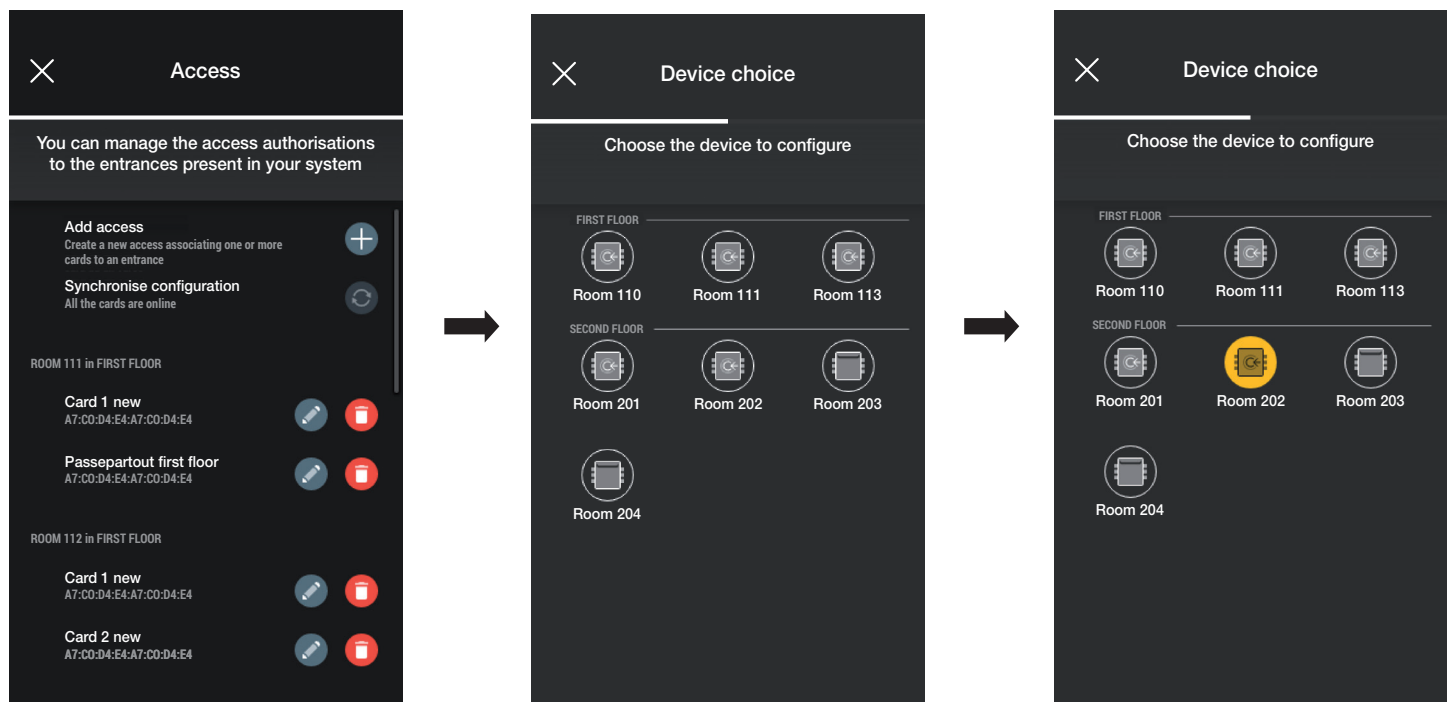 Access
You can manage the access authorisations
to the entrances present in your system
Add access
Create a new access associating one or more
cards to an entrance
Synchronise configuration
All the cards are online
ROOM 111 in FIRST FLOOR
Card 1 new
A7:C0:D4:E4:A7:C0:D4:E4
Passepartout first floor
A7:C0:D4:E4:A7:C0:D4:E4
ROOM 112 in FIRST FLOOR
Card 1 new
A7:C0:D4:E4:A7:C0:D4:E4
Card 2 new
A7:C0:D4:E4:A7:C0:D4:E4
Device choice
Choose the device to configure
FIRST FLOOR
Room 110 Room 111 Room 113
SECOND FLOOR
Room 201 Room 202 Room 203
Room 204
Device choice
Choose the device to configure
FIRST FLOOR
Room 110 Room 111 Room 113
SECOND FLOOR
Room 201 Room 202 Room 203
Room 204